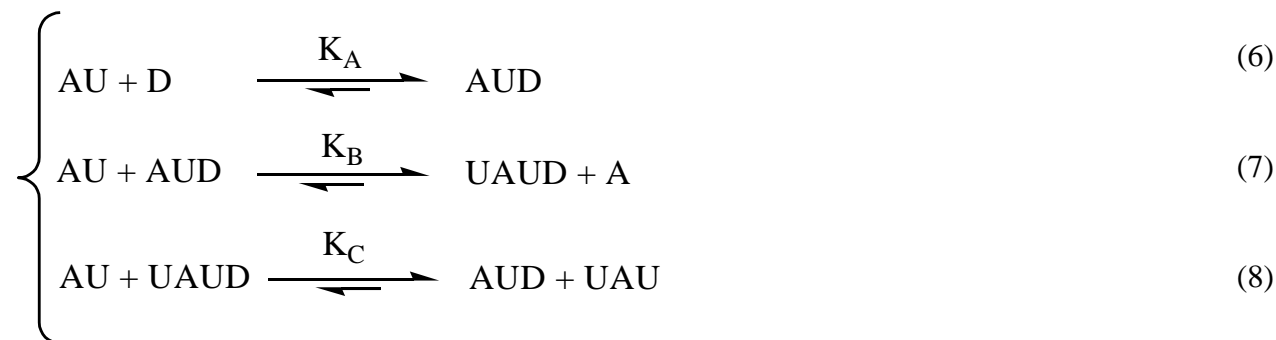 K_A
AU + D ⇌ AUD (6)
K_B
AU + AUD ⇌ UAUD + A (7)
K_C
AU + UAUD ⇌ AUD + UAU (8)